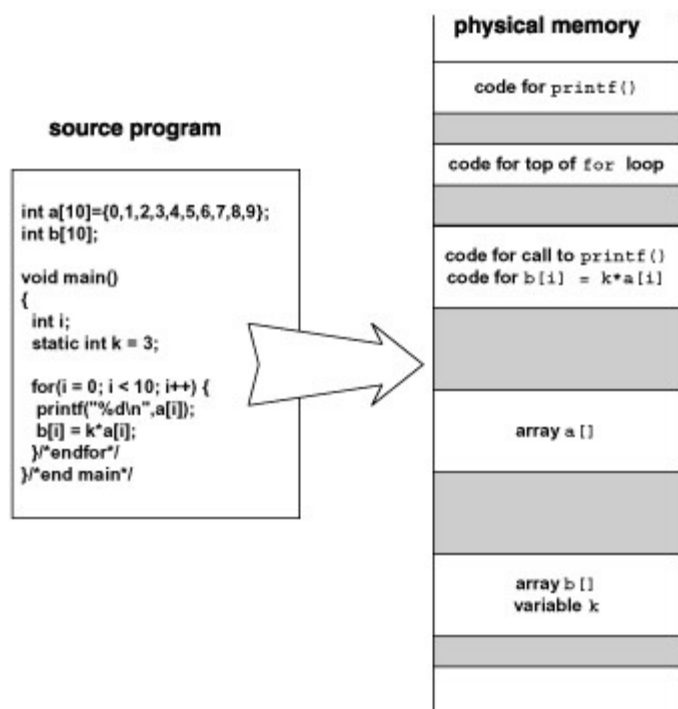 source program
int a[10]={0,1,2,3,4,5,6,7,8,9};
int b[10];
void main()
{
int i;
static int k = 3;
for(i = 0; i < 10; i++) {
printf("%d\n",a[i]);
b[i] = k*a[i];
}/*endfor*/
}/*end main*/
physical memory
code for printf()
code for top of for loop
code for call to printf()
code for b[i] = k*a[i]
array a[]
array b[]
variable k